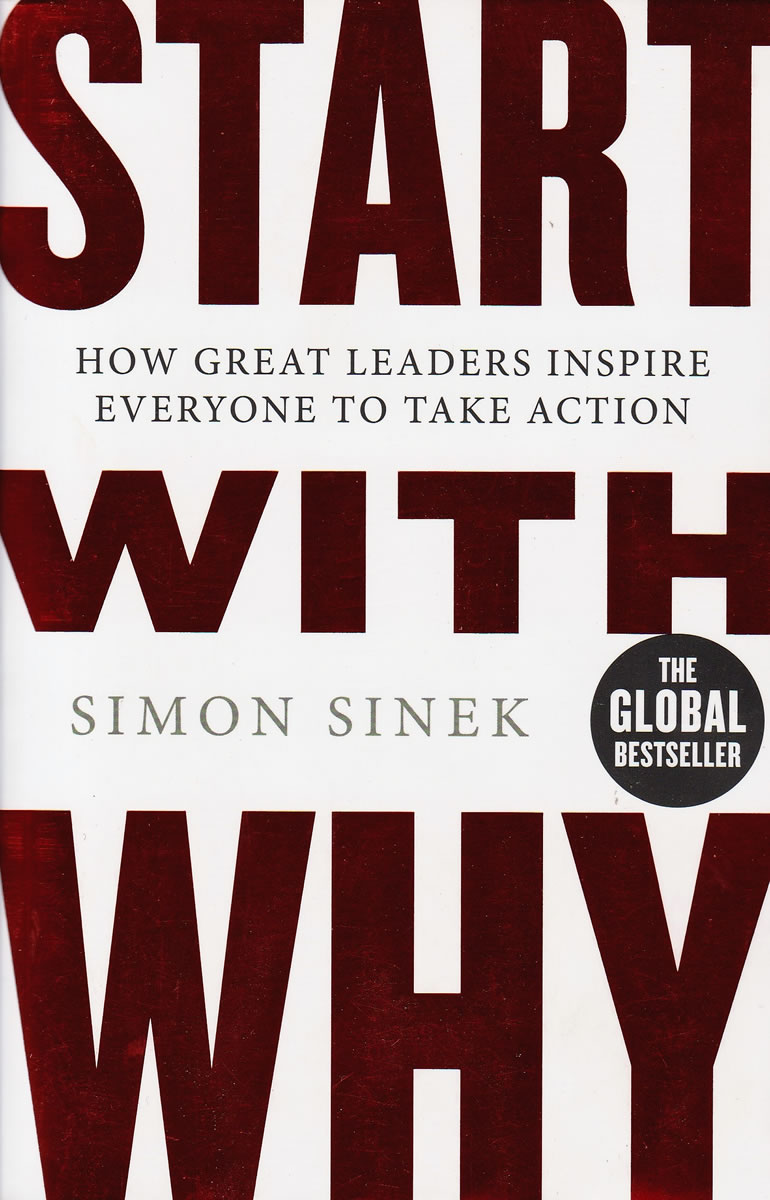 START
HOW GREAT LEADERS INSPIRE
EVERYONE TO TAKE ACTION
WITH
SIMON SINEK
THE
GLOBAL
BESTSELLER
WHY